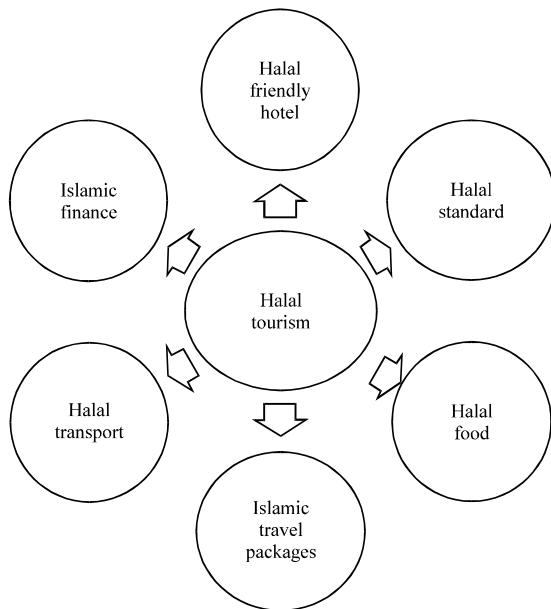 Halal
friendly
hotel
Islamic
finance
Halal
standard
Halal
tourism
Halal
transport
Halal
food
Islamic
travel
packages